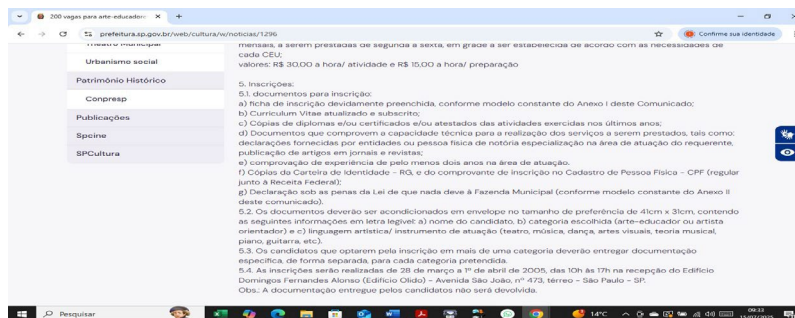 200 vagas para arte-educadore
prefeitura.sp.gov.br/web/cultura/w/noticias/1296
Confirme sua identidade
Theatro Municipal
Urbanismo social
Patrimônio Histórico
Conpresp
Publicações
Spcine
SPCultura
mensais, a serem prestadas de segunda a sexta, em grade a ser estabelecida de acordo com as necessidades de
cada CEU;
valores: R$ 30,00 a hora/ atividade e R$ 15,00 a hora/ preparação
5. Inscrições:
5.1. documentos para inscrição:
a) ficha de inscrição devidamente preenchida, conforme modelo constante do Anexo I deste Comunicado;
b) Curriculum Vitae atualizado e subscrito;
c) Cópias de diplomas e/ou certificados e/ou atestados das atividades exercidas nos últimos anos;
d) Documentos que comprovem a capacidade técnica para a realização dos serviços a serem prestados, tais como:
declarações fornecidas por entidades ou pessoa física de notória especialização na área de atuação do requerente,
publicação de artigos em jornais e revistas;
e) comprovação de experiência de pelo menos dois anos na área de atuação.
f) Cópias da Carteira de Identidade - RG, e do comprovante de inscrição no Cadastro de Pessoa Física - CPF (regular
junto à Receita Federal);
g) Declaração sob as penas da Lei de que nada deve à Fazenda Municipal (conforme modelo constante do Anexo II
deste comunicado).
5.2. Os documentos deverão ser acondicionados em envelope no tamanho de preferência de 41cm x 31cm, contendo
as seguintes informações em letra legível: a) nome do candidato, b) categoria escolhida (arte-educador ou artista
orientador) e c) linguagem artística/ instrumento de atuação (teatro, música, dança, artes visuais, teoria musical,
piano, guitarra, etc).
5.3. Os candidatos que optarem pela inscrição em mais de uma categoria deverão entregar documentação
específica, de forma separada, para cada categoria pretendida.
5.4. As inscrições serão realizadas de 28 de março a 1º de abril de 2005, das 10h às 17h na recepção do Edifício
Domingos Fernandes Alonso (Edifício Olido) - Avenida São João, nº 473, térreo - São Paulo - SP.
Obs.: A documentação entregue pelos candidatos não será devolvida.
Pesquisar
14°C
09:33
15/07/2025